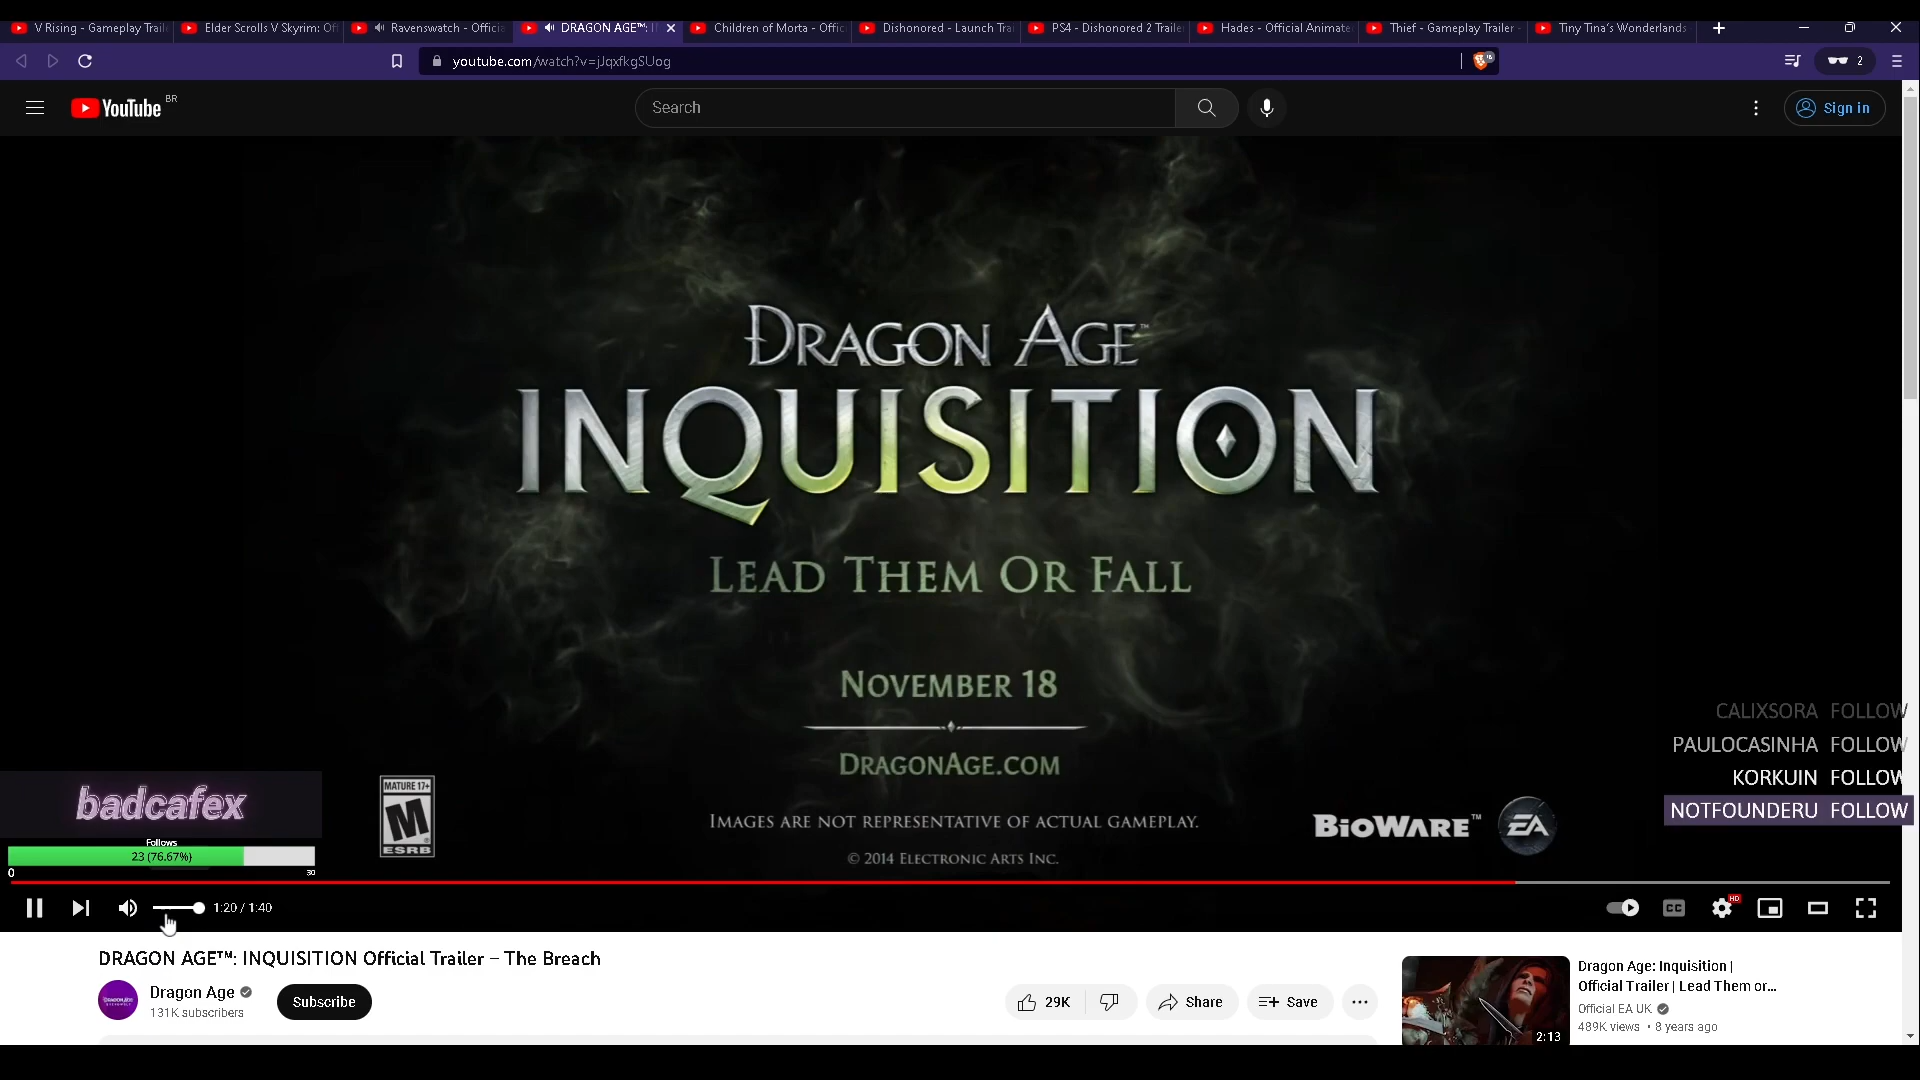 V Rising - Gameplay Traile
Elder Scrolls V Skyrim: Of
Ravenswatch - Officia
DRAGON AGE™: I
Children of Morta - Offic
Dishonored - Launch Tra
PS4 - Dishonored 2 Traile
Hades - Official Animate
Thief - Gameplay Trailer -
Tiny Tina's Wonderlands
youtube.com/watch?v=jJqxfkgSUog
2
YouTube BR
Search
Sign in
DRAGON AGE™
INQUISITION
LEAD THEM OR FALL
NOVEMBER 18
DRAGONAGE.COM
CALIXSORA FOLLOW
PAULOCASINHA FOLLOW
KORKUIN FOLLOW
NOTFOUNDERU FOLLOW
badcafex
Follows
23 (76.67%)
0 30
MATURE 17+
M
ESRB
IMAGES ARE NOT REPRESENTATIVE OF ACTUAL GAMEPLAY.
© 2014 ELECTRONIC ARTS INC.
BIOWARE™ EA
1:20 / 1:40
CC
HD
DRAGON AGE™: INQUISITION Official Trailer – The Breach
Dragon Age
131K subscribers
Subscribe
29K
Share
Save
2:13
Dragon Age: Inquisition |
Official Trailer | Lead Them or...
Official EA UK
489K views • 8 years ago